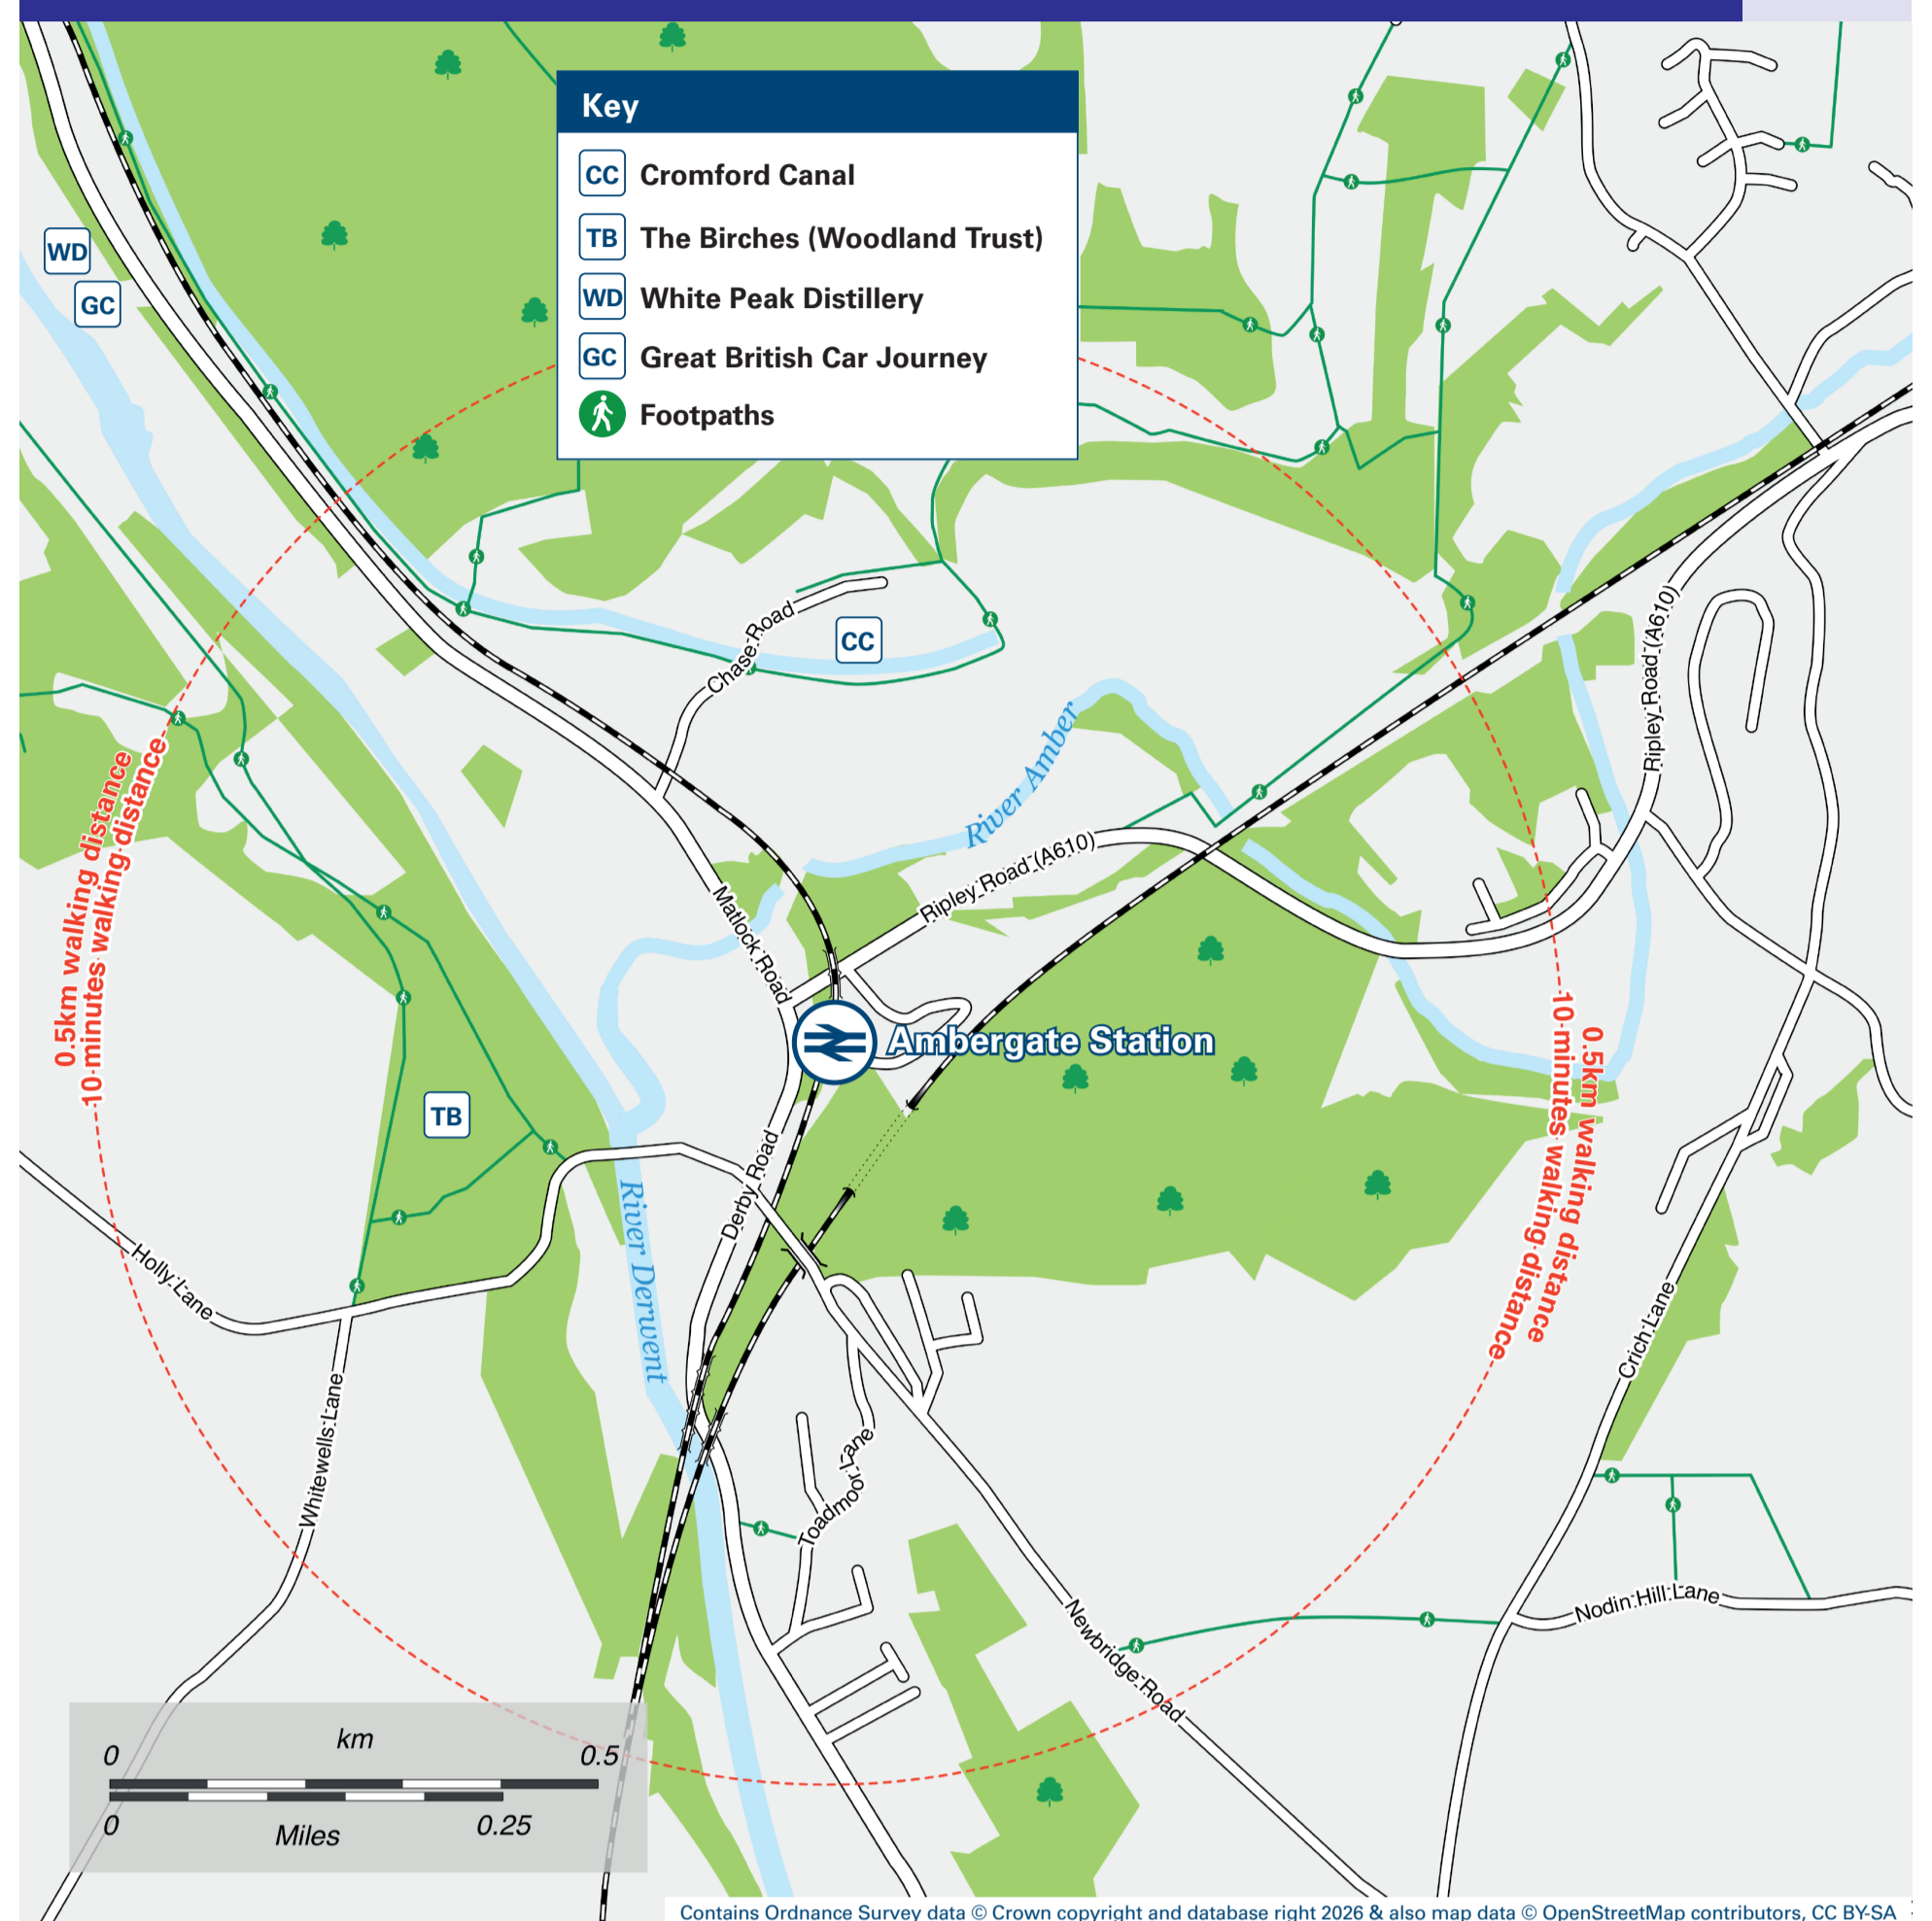 Key
CC Cromford Canal
TB The Birches (Woodland Trust)
WD White Peak Distillery
GC Great British Car Journey
Footpaths
WD
GC
Chase Road
CC
River Amber
Ripley Road (A610)
Ripley Road (A610)
Matlock Road
0.5km walking distance
10 minutes walking distance
Ambergate Station
10 minutes walking distance
0.5km walking distance
TB
Derby Road
River Derwent
Holly Lane
Whitewells Lane
Crich Lane
Toadmoor Lane
Newbridge Road
Nodin Hill Lane
km
0 0.5
0 0.25
Miles
Contains Ordnance Survey data © Crown copyright and database right 2026 & also map data © OpenStreetMap contributors, CC BY-SA